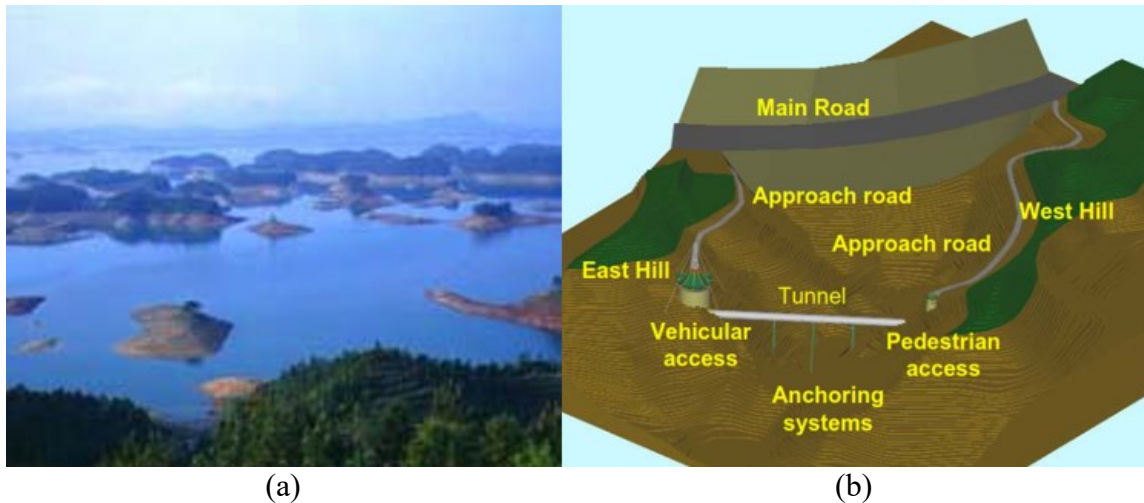 Main Road
Approach road
West Hill
Approach road
East Hill
Tunnel
Vehicular
access
Pedestrian
access
Anchoring
systems
(a)
(b)